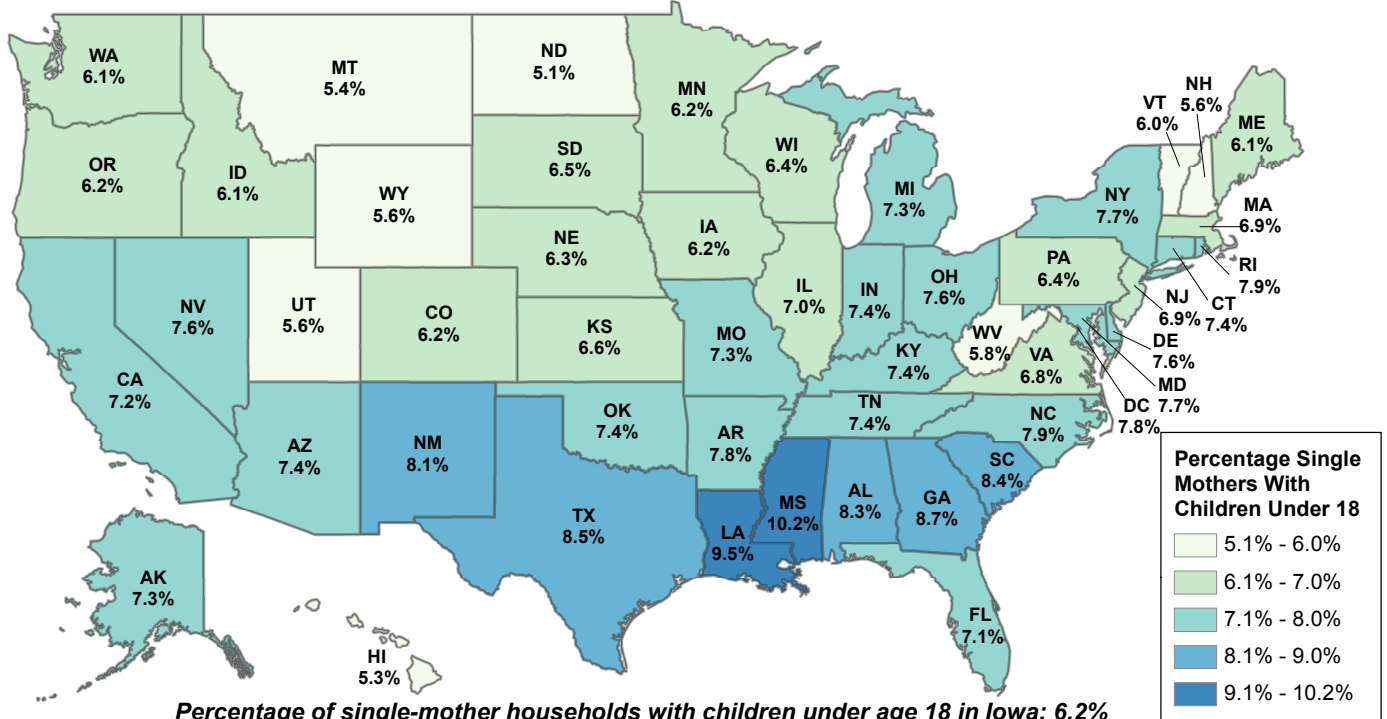 WA
6.1%
MT
5.4%
ND
5.1%
MN
6.2%
VT
6.0%
NH
5.6%
ME
6.1%
OR
6.2%
ID
6.1%
WY
5.6%
SD
6.5%
WI
6.4%
MI
7.3%
NY
7.7%
MA
6.9%
NE
6.3%
IA
6.2%
PA
6.4%
RI
7.9%
NV
7.6%
UT
5.6%
CO
6.2%
KS
6.6%
MO
7.3%
IL
7.0%
IN
7.4%
OH
7.6%
NJ
6.9%
CT
7.4%
WV
5.8%
VA
6.8%
DE
7.6%
MD
7.7%
DC
7.8%
KY
7.4%
CA
7.2%
AZ
7.4%
NM
8.1%
OK
7.4%
AR
7.8%
TN
7.4%
NC
7.9%
SC
8.4%
TX
8.5%
LA
9.5%
MS
10.2%
AL
8.3%
GA
8.7%
FL
7.1%
AK
7.3%
HI
5.3%
Percentage Single
Mothers With
Children Under 18
5.1% - 6.0%
6.1% - 7.0%
7.1% - 8.0%
8.1% - 9.0%
9.1% - 10.2%
Percentage of single-mother households with children under age 18 in Iowa: 6.2%